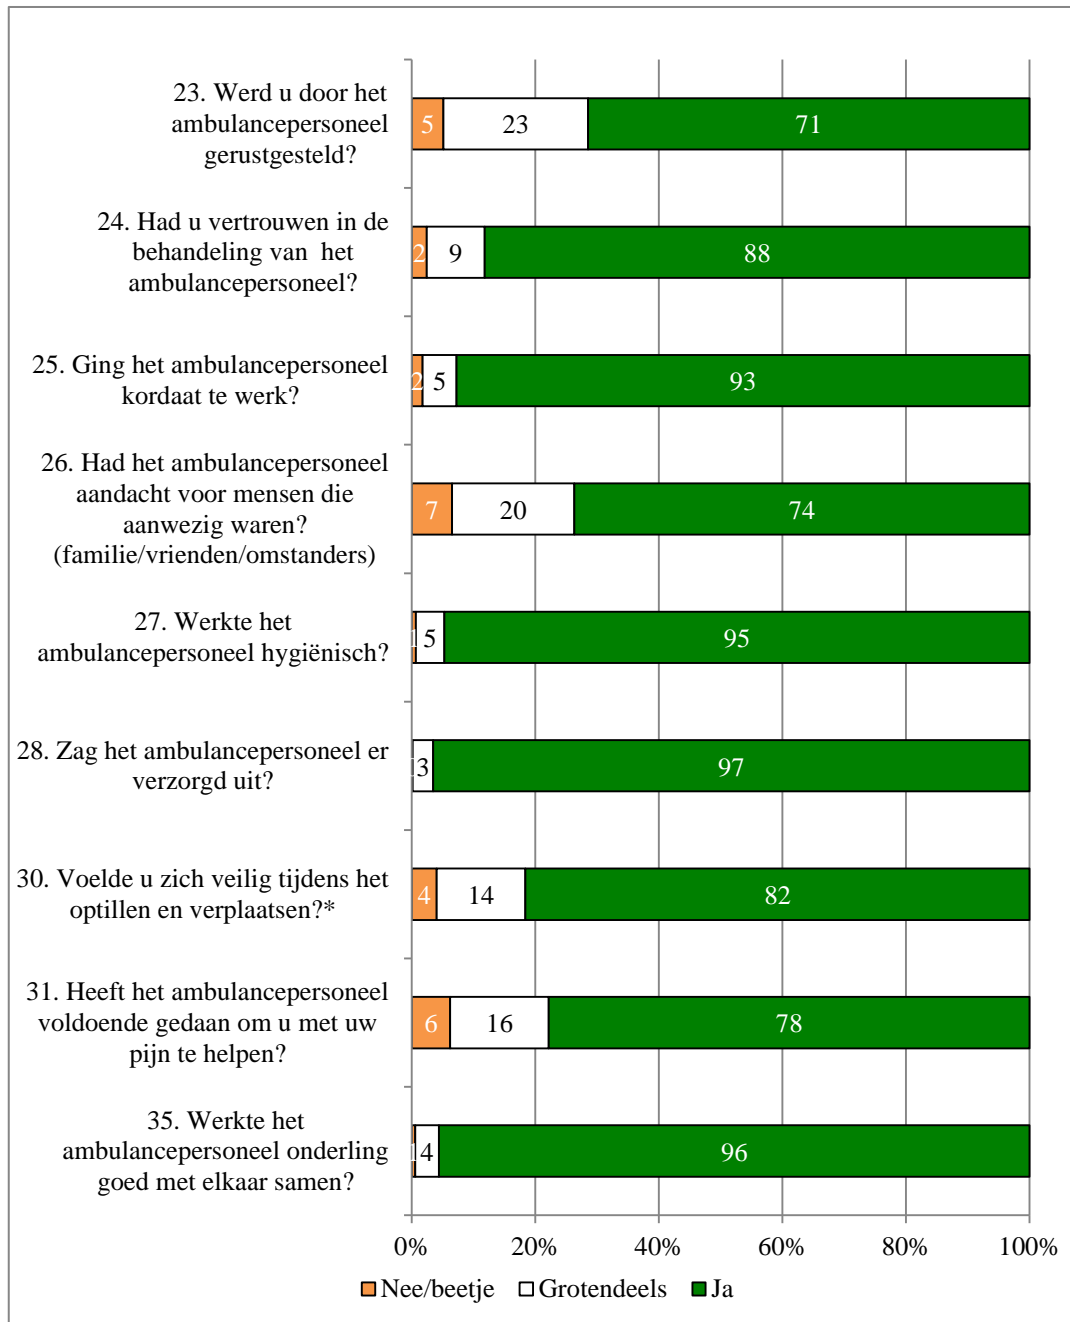 23. Werd u door het
ambulancepersoneel
gerustgesteld?
5 23 71
24. Had u vertrouwen in de
behandeling van het
ambulancepersoneel?
2 9 88
25. Ging het ambulancepersoneel
kordaat te werk?
2 5 93
26. Had het ambulancepersoneel
aandacht voor mensen die
aanwezig waren?
(familie/vrienden/omstanders)
7 20 74
27. Werkte het
ambulancepersoneel hygiënisch?
1 5 95
28. Zag het ambulancepersoneel er
verzorgd uit?
3 97
30. Voelde u zich veilig tijdens het
optillen en verplaatsen?*
4 14 82
31. Heeft het ambulancepersoneel
voldoende gedaan om u met uw
pijn te helpen?
6 16 78
35. Werkte het
ambulancepersoneel onderling
goed met elkaar samen?
1 4 96
0% 20% 40% 60% 80% 100%
Nee/beetje Grotendeels Ja